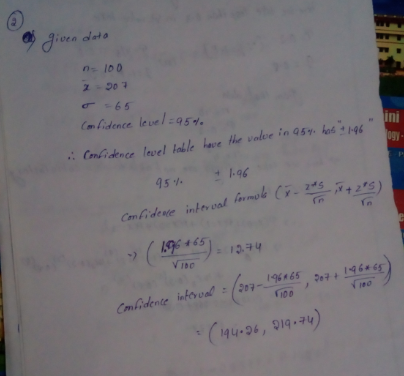 2
a) Given data
n = 100
x̄ = 207
σ = 65
Confidence level = 95%
∴ Confidence level table have the value in 95% has "±1.96"
95% ± 1.96
Confidence interval formula (x̄ - z*s/√n, x̄ + z*s/√n)
⇒ (1.96*65/√100) = 12.74
Confidence interval = (207 - 1.96*65/√100, 207 + 1.96*65/√100)
= (194.26, 219.74)